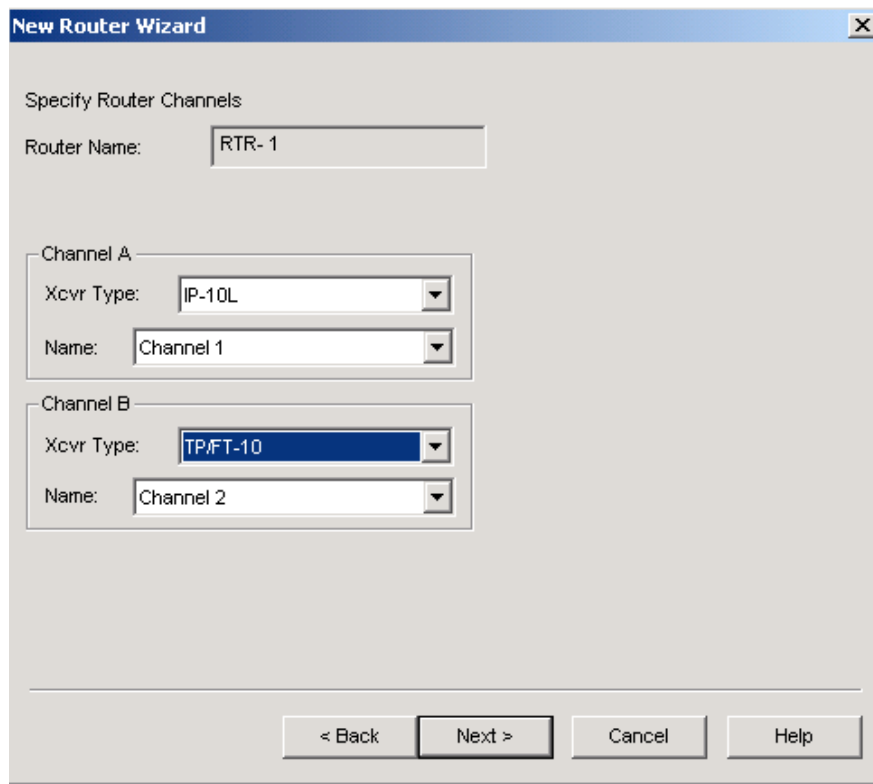 New Router Wizard
Specify Router Channels
Router Name: RTR- 1
Channel A
Xcvr Type: IP-10L
Name: Channel 1
Channel B
Xcvr Type: TP/FT-10
Name: Channel 2
< Back Next > Cancel Help